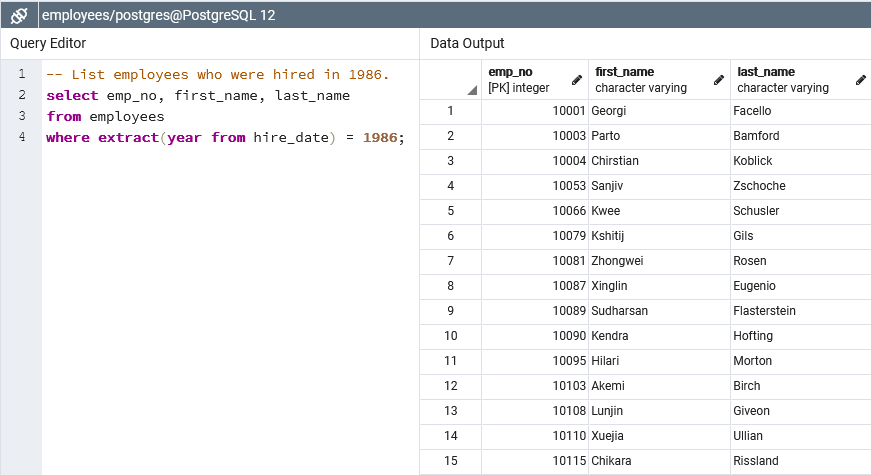 employees/postgres@PostgreSQL 12
Query Editor
1 -- List employees who were hired in 1986.
2 select emp_no, first_name, last_name
3 from employees
4 where extract(year from hire_date) = 1986;
Data Output
emp_no first_name last_name
[PK] integer character varying character varying
1 10001 Georgi Facello
2 10003 Parto Bamford
3 10004 Chirstian Koblick
4 10053 Sanjiv Zschoche
5 10066 Kwee Schusler
6 10079 Kshitij Gils
7 10081 Zhongwei Rosen
8 10087 Xinglin Eugenio
9 10089 Sudharsan Flasterstein
10 10090 Kendra Hofting
11 10095 Hilari Morton
12 10103 Akemi Birch
13 10108 Lunjin Giveon
14 10110 Xuejia Ullian
15 10115 Chikara Rissland